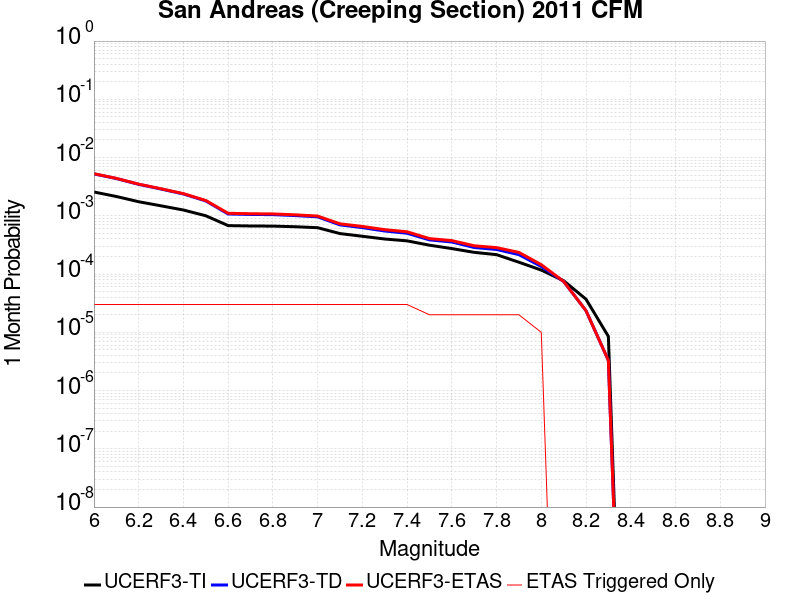 San Andreas (Creeping Section) 2011 CFM
10^0
10^-1
10^-2
10^-3
10^-4
10^-5
10^-6
10^-7
10^-8
1 Month Probability
6 6.2 6.4 6.6 6.8 7 7.2 7.4 7.6 7.8 8 8.2 8.4 8.6 8.8 9
Magnitude
UCERF3-TI UCERF3-TD UCERF3-ETAS ETAS Triggered Only